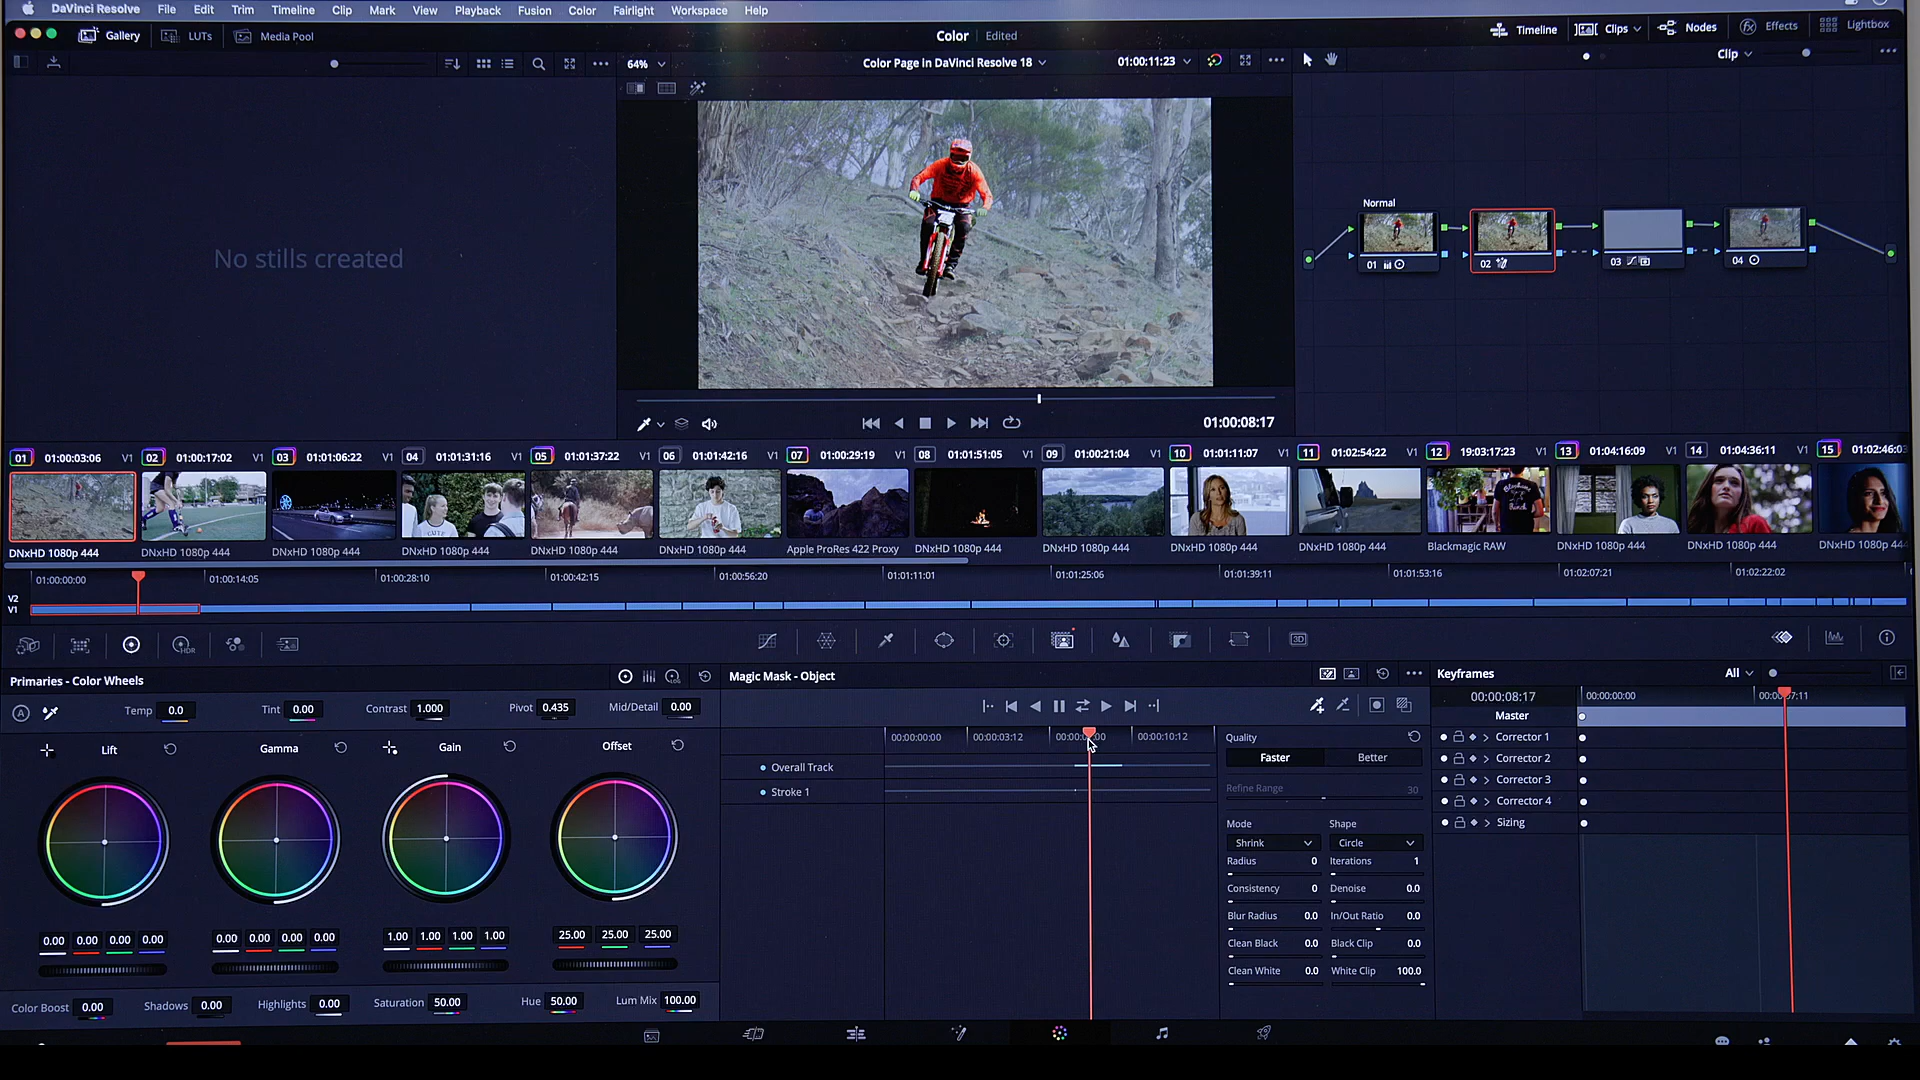 DaVinci Resolve File Edit Trim Timeline Clip Mark View Playback Fusion Color Fairlight Workspace Help
Gallery LUTs Media Pool Color Edited Timeline Clips Nodes Effects Lightbox
64% Color Page in DaVinci Resolve 18 01:00:11:23 Clip
No stills created
Normal
01 02 03 04
01:00:08:17
01 01:00:03:06 V1 02 01:00:17:02 V1 03 01:01:06:22 V1 04 01:01:31:16 V1 05 01:01:37:22 V1 06 01:01:42:16 V1 07 01:00:29:19 V1 08 01:01:51:05 V1 09 01:00:21:04 V1 10 01:01:11:07 V1 11 01:02:54:22 V1 12 19:03:17:23 V1 13 01:04:16:09 V1 14 01:04:36:11 V1 15 01:02:46:03
DNxHD 1080p 444 DNxHD 1080p 444 DNxHD 1080p 444 DNxHD 1080p 444 DNxHD 1080p 444 DNxHD 1080p 444 Apple ProRes 422 Proxy DNxHD 1080p 444 DNxHD 1080p 444 DNxHD 1080p 444 DNxHD 1080p 444 Blackmagic RAW DNxHD 1080p 444 DNxHD 1080p 444 DNxHD 1080p 444
01:00:00:00 01:00:14:05 01:00:28:10 01:00:42:15 01:00:56:20 01:01:11:01 01:01:25:06 01:01:39:11 01:01:53:16 01:02:07:21 01:02:22:02
V2
V1
HDR 3D
Primaries - Color Wheels LOG
A Temp 0.0 Tint 0.00 Contrast 1.000 Pivot 0.435 Mid/Detail 0.00
Lift Gamma Gain Offset
0.00 0.00 0.00 0.00 0.00 0.00 0.00 0.00 1.00 1.00 1.00 1.00 25.00 25.00 25.00
Color Boost 0.00 Shadows 0.00 Highlights 0.00 Saturation 50.00 Hue 50.00 Lum Mix 100.00
Magic Mask - Object
00:00:00:00 00:00:03:12 00:00:10:12
Overall Track
Stroke 1
Quality
Faster Better
Refine Range 30
Mode Shape
Shrink Circle
Radius 0 Iterations 1
Consistency 0 Denoise 0.0
Blur Radius 0.0 In/Out Ratio 0.0
Clean Black 0.0 Black Clip 0.0
Clean White 0.0 White Clip 100.0
Keyframes All
00:00:08:17 00:00:00:00
Master
Corrector 1
Corrector 2
Corrector 3
Corrector 4
Sizing